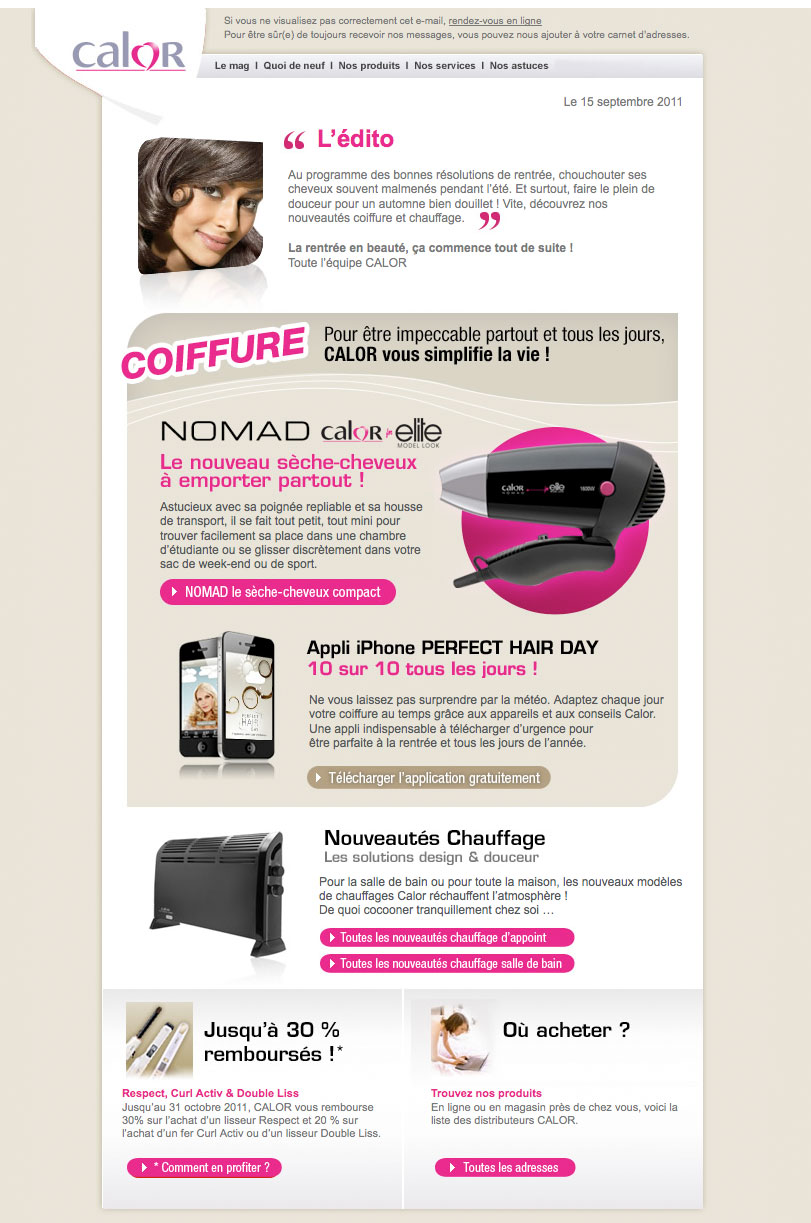 Si vous ne visualisez pas correctement cet e-mail, rendez-vous en ligne
Pour être sûr(e) de toujours recevoir nos messages, vous pouvez nous ajouter à votre carnet d'adresses.
calor
Le mag I Quoi de neuf I Nos produits I Nos services I Nos astuces
Le 15 septembre 2011
“ L'édito
Au programme des bonnes résolutions de rentrée, chouchouter ses
cheveux souvent malmenés pendant l'été. Et surtout, faire le plein de
douceur pour un automne bien douillet ! Vite, découvrez nos
nouveautés coiffure et chauffage. ”
La rentrée en beauté, ça commence tout de suite !
Toute l'équipe CALOR
COIFFURE
Pour être impeccable partout et tous les jours,
CALOR vous simplifie la vie !
NOMAD calor for elite
MODEL LOOK
Le nouveau sèche-cheveux
à emporter partout !
Astucieux avec sa poignée repliable et sa housse
de transport, il se fait tout petit, tout mini pour
trouver facilement sa place dans une chambre
d'étudiante ou se glisser discrètement dans votre
sac de week-end ou de sport.
calor elite 1600W
NOMAD
NOMAD le sèche-cheveux compact
PERFECT
HAIR
DAY
Appli iPhone PERFECT HAIR DAY
10 sur 10 tous les jours !
Ne vous laissez pas surprendre par la météo. Adaptez chaque jour
votre coiffure au temps grâce aux appareils et aux conseils Calor.
Une appli indispensable à télécharger d'urgence pour
être parfaite à la rentrée et tous les jours de l'année.
Télécharger l'application gratuitement
Nouveautés Chauffage
Les solutions design & douceur
Pour la salle de bain ou pour toute la maison, les nouveaux modèles
de chauffages Calor réchauffent l'atmosphère !
De quoi cocooner tranquillement chez soi …
Toutes les nouveautés chauffage d'appoint
Toutes les nouveautés chauffage salle de bain
Jusqu'à 30 %
remboursés !*
Respect, Curl Activ & Double Liss
Jusqu'au 31 octobre 2011, CALOR vous rembourse
30% sur l'achat d'un lisseur Respect et 20 % sur
l'achat d'un fer Curl Activ ou d'un lisseur Double Liss.
* Comment en profiter ?
Où acheter ?
Trouvez nos produits
En ligne ou en magasin près de chez vous, voici la
liste des distributeurs CALOR.
Toutes les adresses